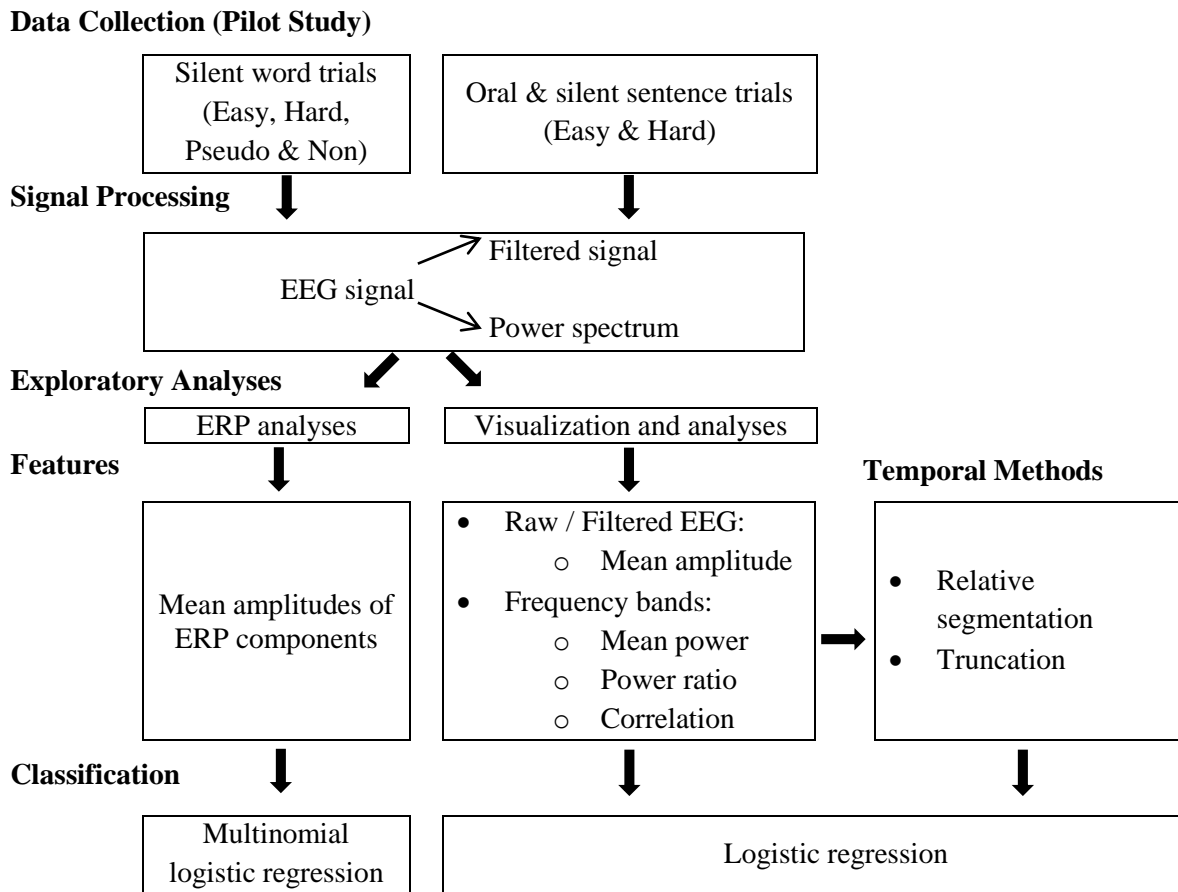 Data Collection (Pilot Study)
Silent word trials
(Easy, Hard,
Pseudo & Non)
Oral & silent sentence trials
(Easy & Hard)
Signal Processing
EEG signal
Filtered signal
Power spectrum
Exploratory Analyses
ERP analyses
Visualization and analyses
Features
Temporal Methods
Mean amplitudes of
ERP components
• Raw / Filtered EEG:
o Mean amplitude
• Frequency bands:
o Mean power
o Power ratio
o Correlation
• Relative
segmentation
• Truncation
Classification
Multinomial
logistic regression
Logistic regression